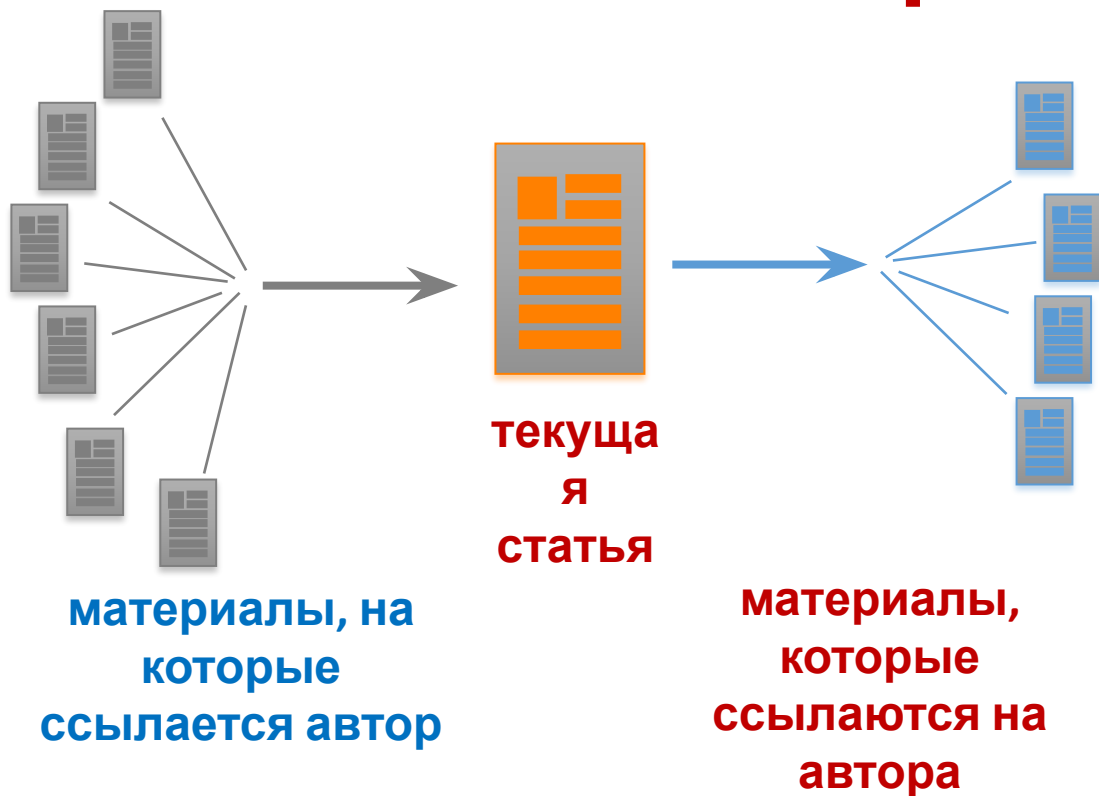 текуща
я
статья
материалы, на
которые
ссылается автор
материалы,
которые
ссылаются на
автора